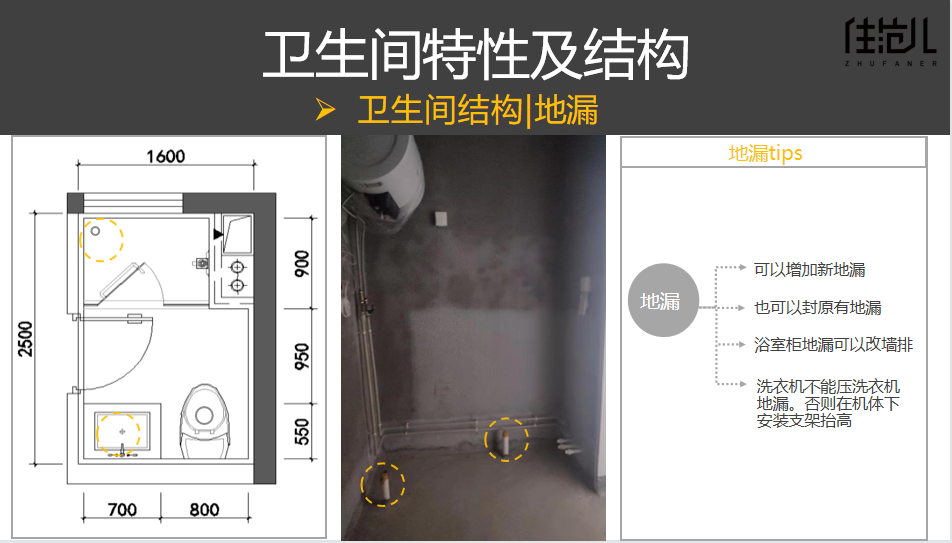 卫生间特性及结构
住范儿
ZHUFANER
➢ 卫生间结构|地漏
1600
2500
900
950
550
700
800
地漏tips
地漏
可以增加新地漏
也可以封原有地漏
浴室柜地漏可以改墙排
洗衣机不能压洗衣机
地漏。否则在机体下
安装支架抬高